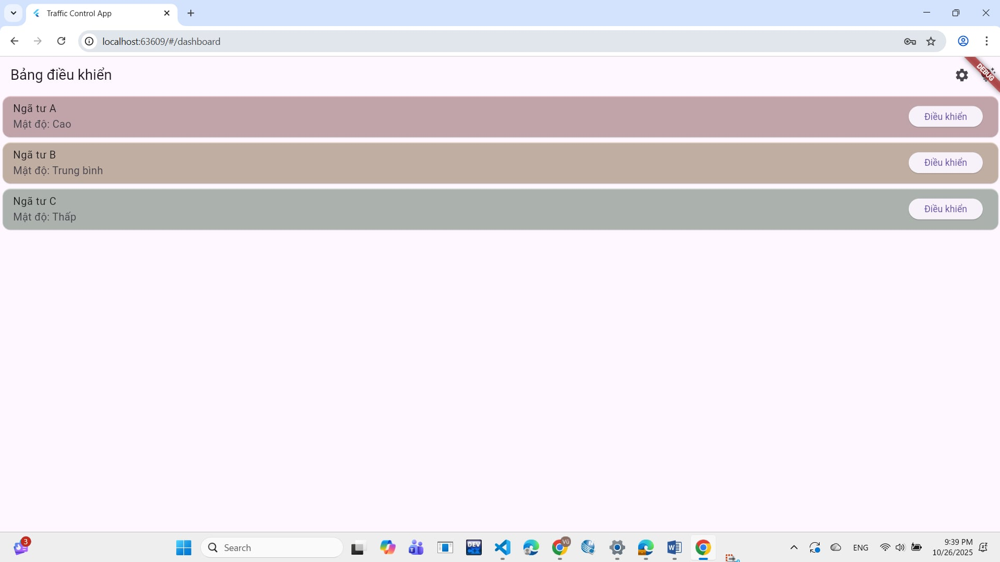 Traffic Control App
localhost:63609/#/dashboard
Bảng điều khiển
DEBUG
Ngã tư A
Mật độ: Cao
Điều khiển
Ngã tư B
Mật độ: Trung bình
Điều khiển
Ngã tư C
Mật độ: Thấp
Điều khiển
3
Search
DEV
C++
T
Vũ
W
ENG
9:39 PM
10/26/2025